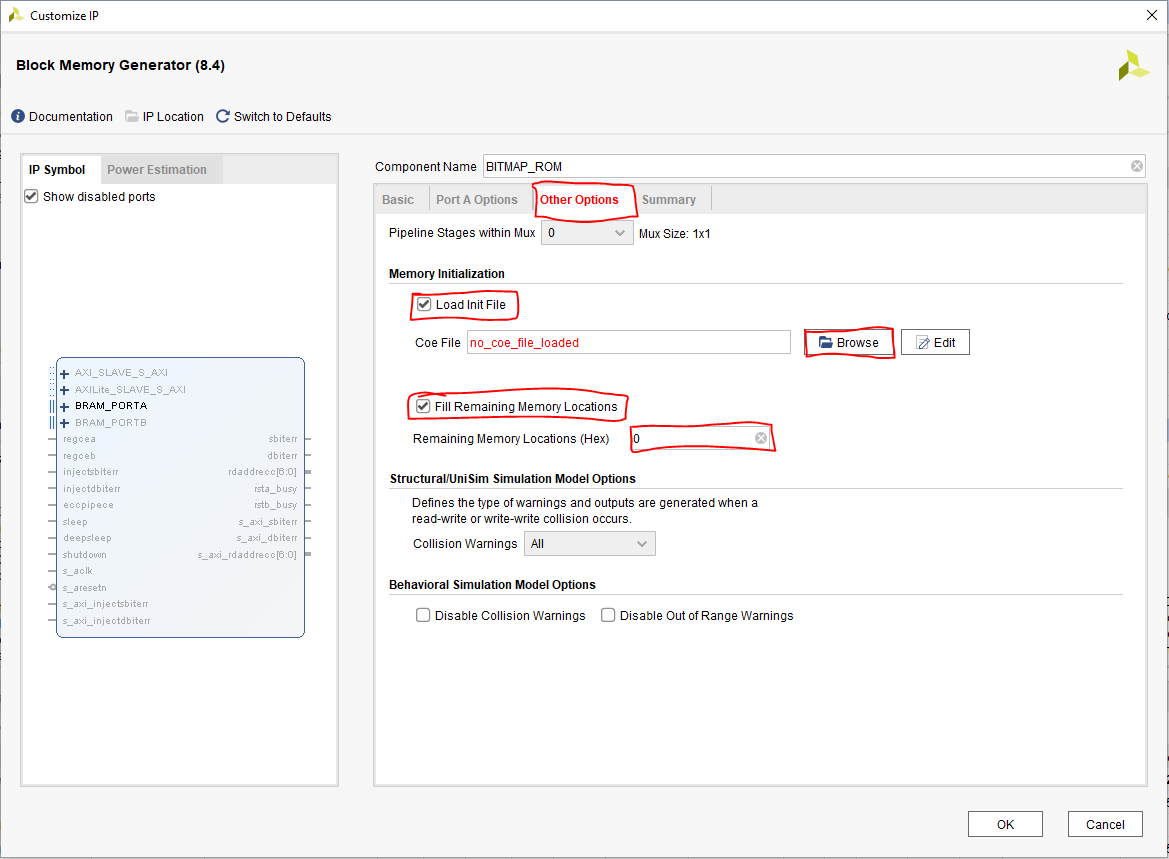 Customize IP
Block Memory Generator (8.4)
Documentation IP Location Switch to Defaults
IP Symbol Power Estimation
Show disabled ports
AXI_SLAVE_S_AXI
AXILite_SLAVE_S_AXI
BRAM_PORTA
BRAM_PORTB
regcea sbiterr
regceb dbiterr
injectsbiterr rdaddrecc[6:0]
injectdbiterr rsta_busy
eccpipece rstb_busy
sleep s_axi_sbiterr
deepsleep s_axi_dbiterr
shutdown s_axi_rdaddrecc[6:0]
s_aclk
s_aresetn
s_axi_injectsbiterr
s_axi_injectdbiterr
Component Name BITMAP_ROM
Basic Port A Options Other Options Summary
Pipeline Stages within Mux 0 Mux Size: 1x1
Memory Initialization
Load Init File
Coe File no_coe_file_loaded Browse Edit
Fill Remaining Memory Locations
Remaining Memory Locations (Hex) 0
Structural/UniSim Simulation Model Options
Defines the type of warnings and outputs are generated when a
read-write or write-write collision occurs.
Collision Warnings All
Behavioral Simulation Model Options
Disable Collision Warnings Disable Out of Range Warnings
OK Cancel